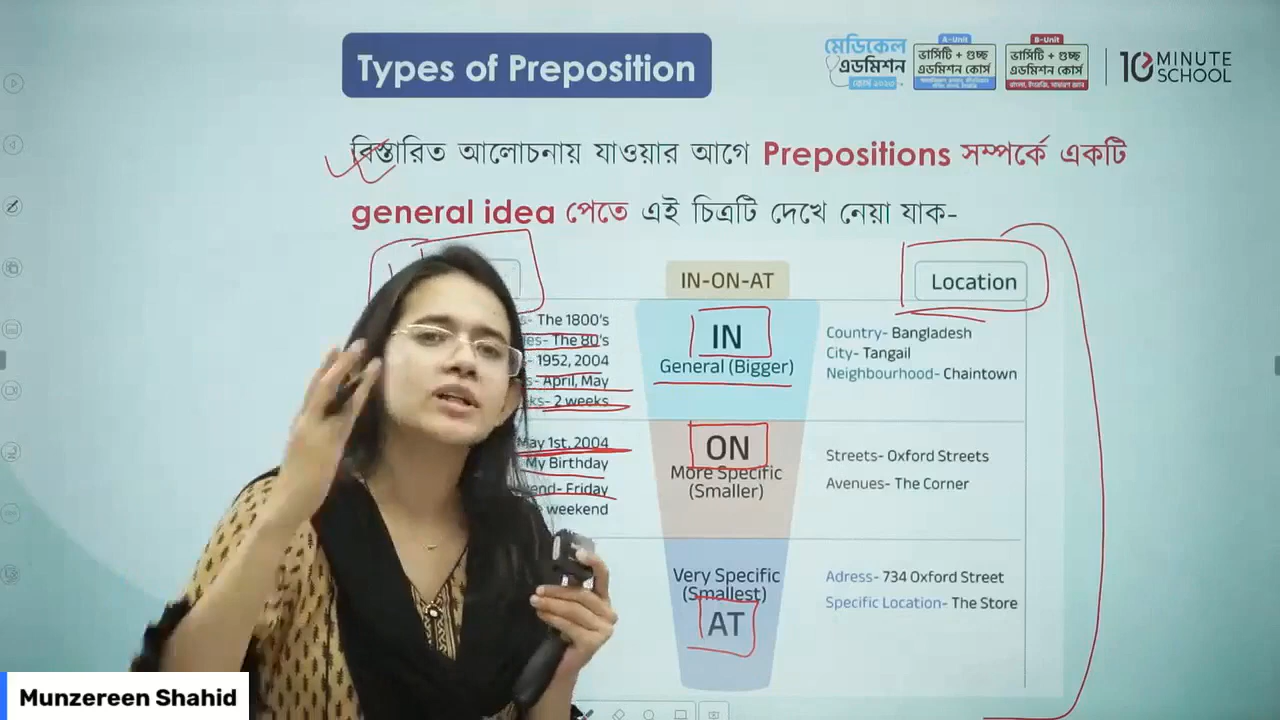 Types of Preposition
মেডিকেল
এডমিশন
কোর্স ২০২৩
A-Unit
ভার্সিটি + গুচ্ছ
এডমিশন কোর্স
B-Unit
ভার্সিটি + গুচ্ছ
এডমিশন কোর্স
বাংলা, ইংরেজি, সাধারণ জ্ঞান
10 MINUTE
SCHOOL
বিস্তারিত আলোচনায় যাওয়ার আগে Prepositions সম্পর্কে একটি
general idea পেতে এই চিত্রটি দেখে নেয়া যাক-
IN-ON-AT
Location
The 1800's
The 80's
1952, 2004
April, May
2 weeks
IN
General (Bigger)
Country- Bangladesh
City- Tangail
Neighbourhood- Chaintown
May 1st, 2004
My Birthday
Friday
weekend
ON
More Specific
(Smaller)
Streets- Oxford Streets
Avenues- The Corner
Very Specific
(Smallest)
AT
Adress- 734 Oxford Street
Specific Location- The Store
Munzereen Shahid